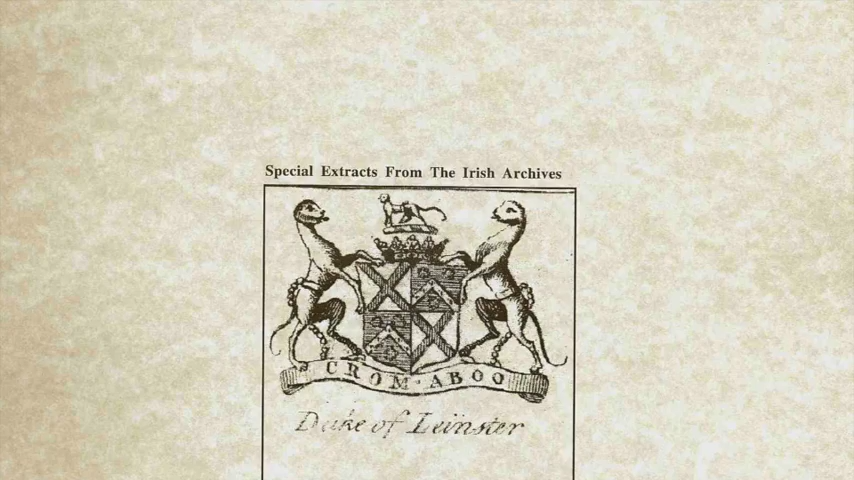 Special Extracts From The Irish Archives
CROM·ABOO
Duke of Leinster